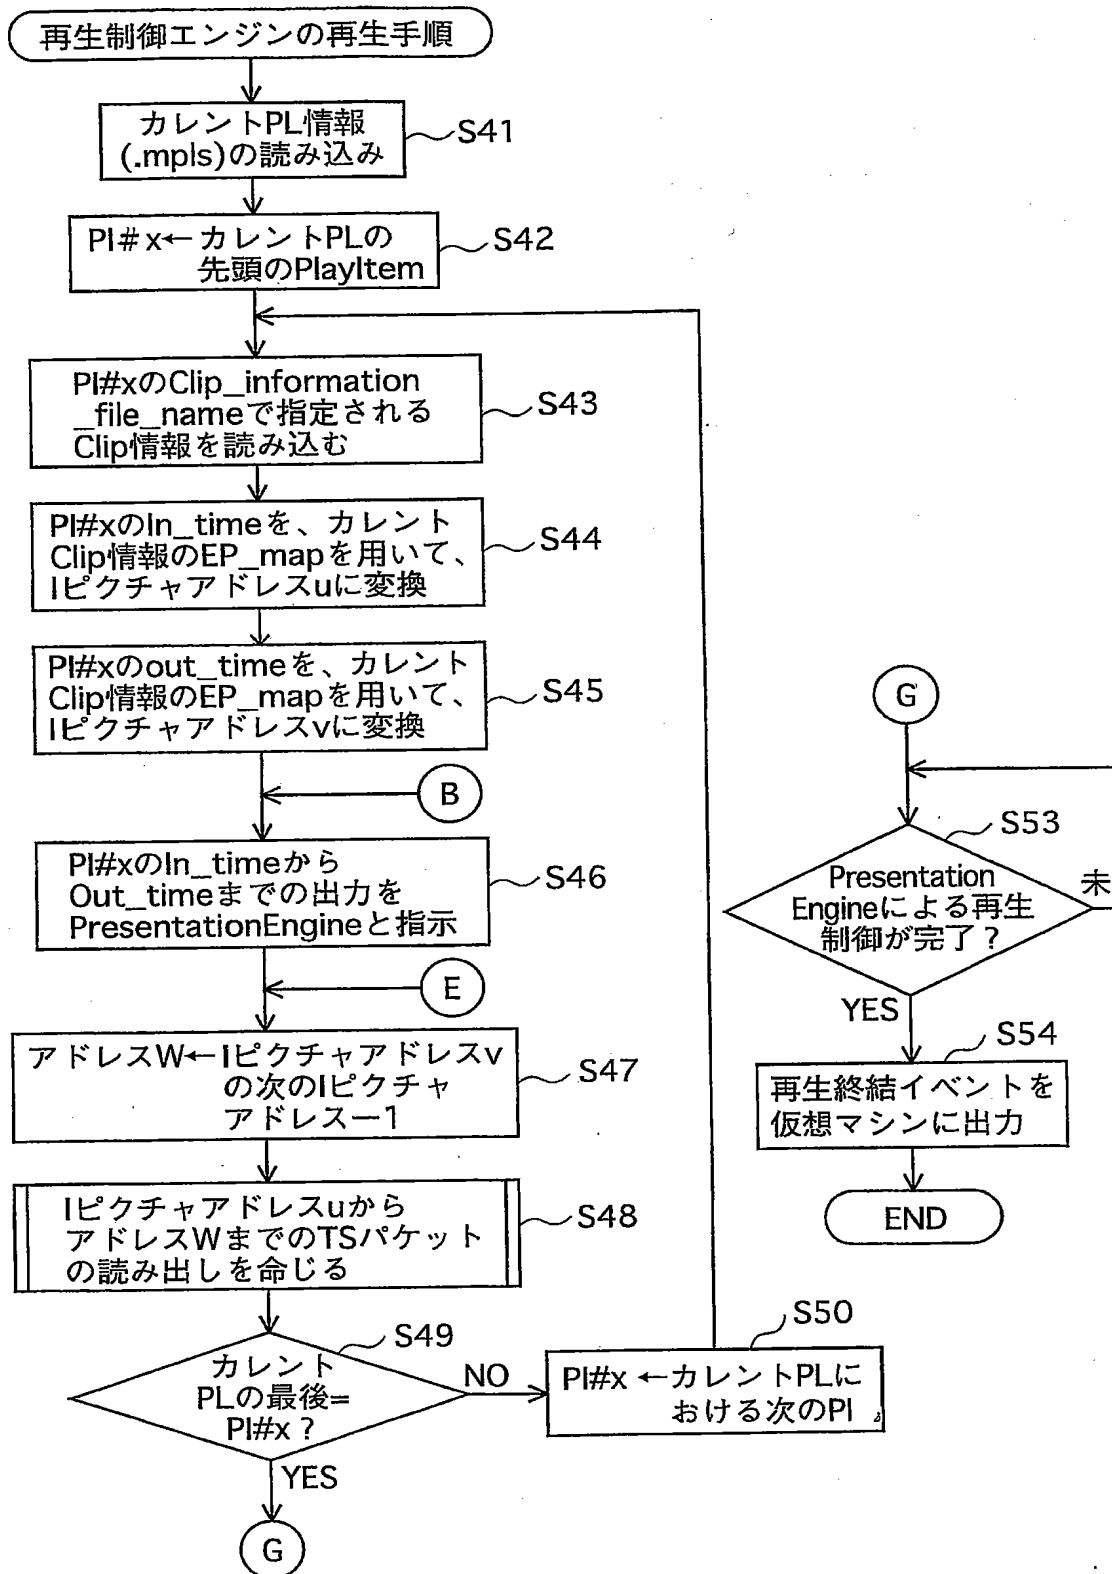 再生制御エンジンの再生手順
カレントPL情報
(.mpls)の読み込み
S41
PI#x←カレントPLの
先頭のPlayItem
S42
PI#xのClip_information
_file_nameで指定される
Clip情報を読み込む
S43
PI#xのIn_timeを、カレント
Clip情報のEP_mapを用いて、
Iピクチャアドレスuに変換
S44
PI#xのout_timeを、カレント
Clip情報のEP_mapを用いて、
Iピクチャアドレスvに変換
S45
B
PI#xのIn_timeから
Out_timeまでの出力を
PresentationEngineと指示
S46
E
アドレスW←Iピクチャアドレスv
の次のIピクチャ
アドレスー1
S47
Iピクチャアドレスuから
アドレスWまでのTSパケット
の読み出しを命じる
S48
カレント
PLの最後=
PI#x?
S49
NO
YES
G
PI#x←カレントPLに
おける次のPI
S50
G
Presentation
Engineによる再生
制御が完了?
S53
未
YES
再生終結イベントを
仮想マシンに出力
S54
END